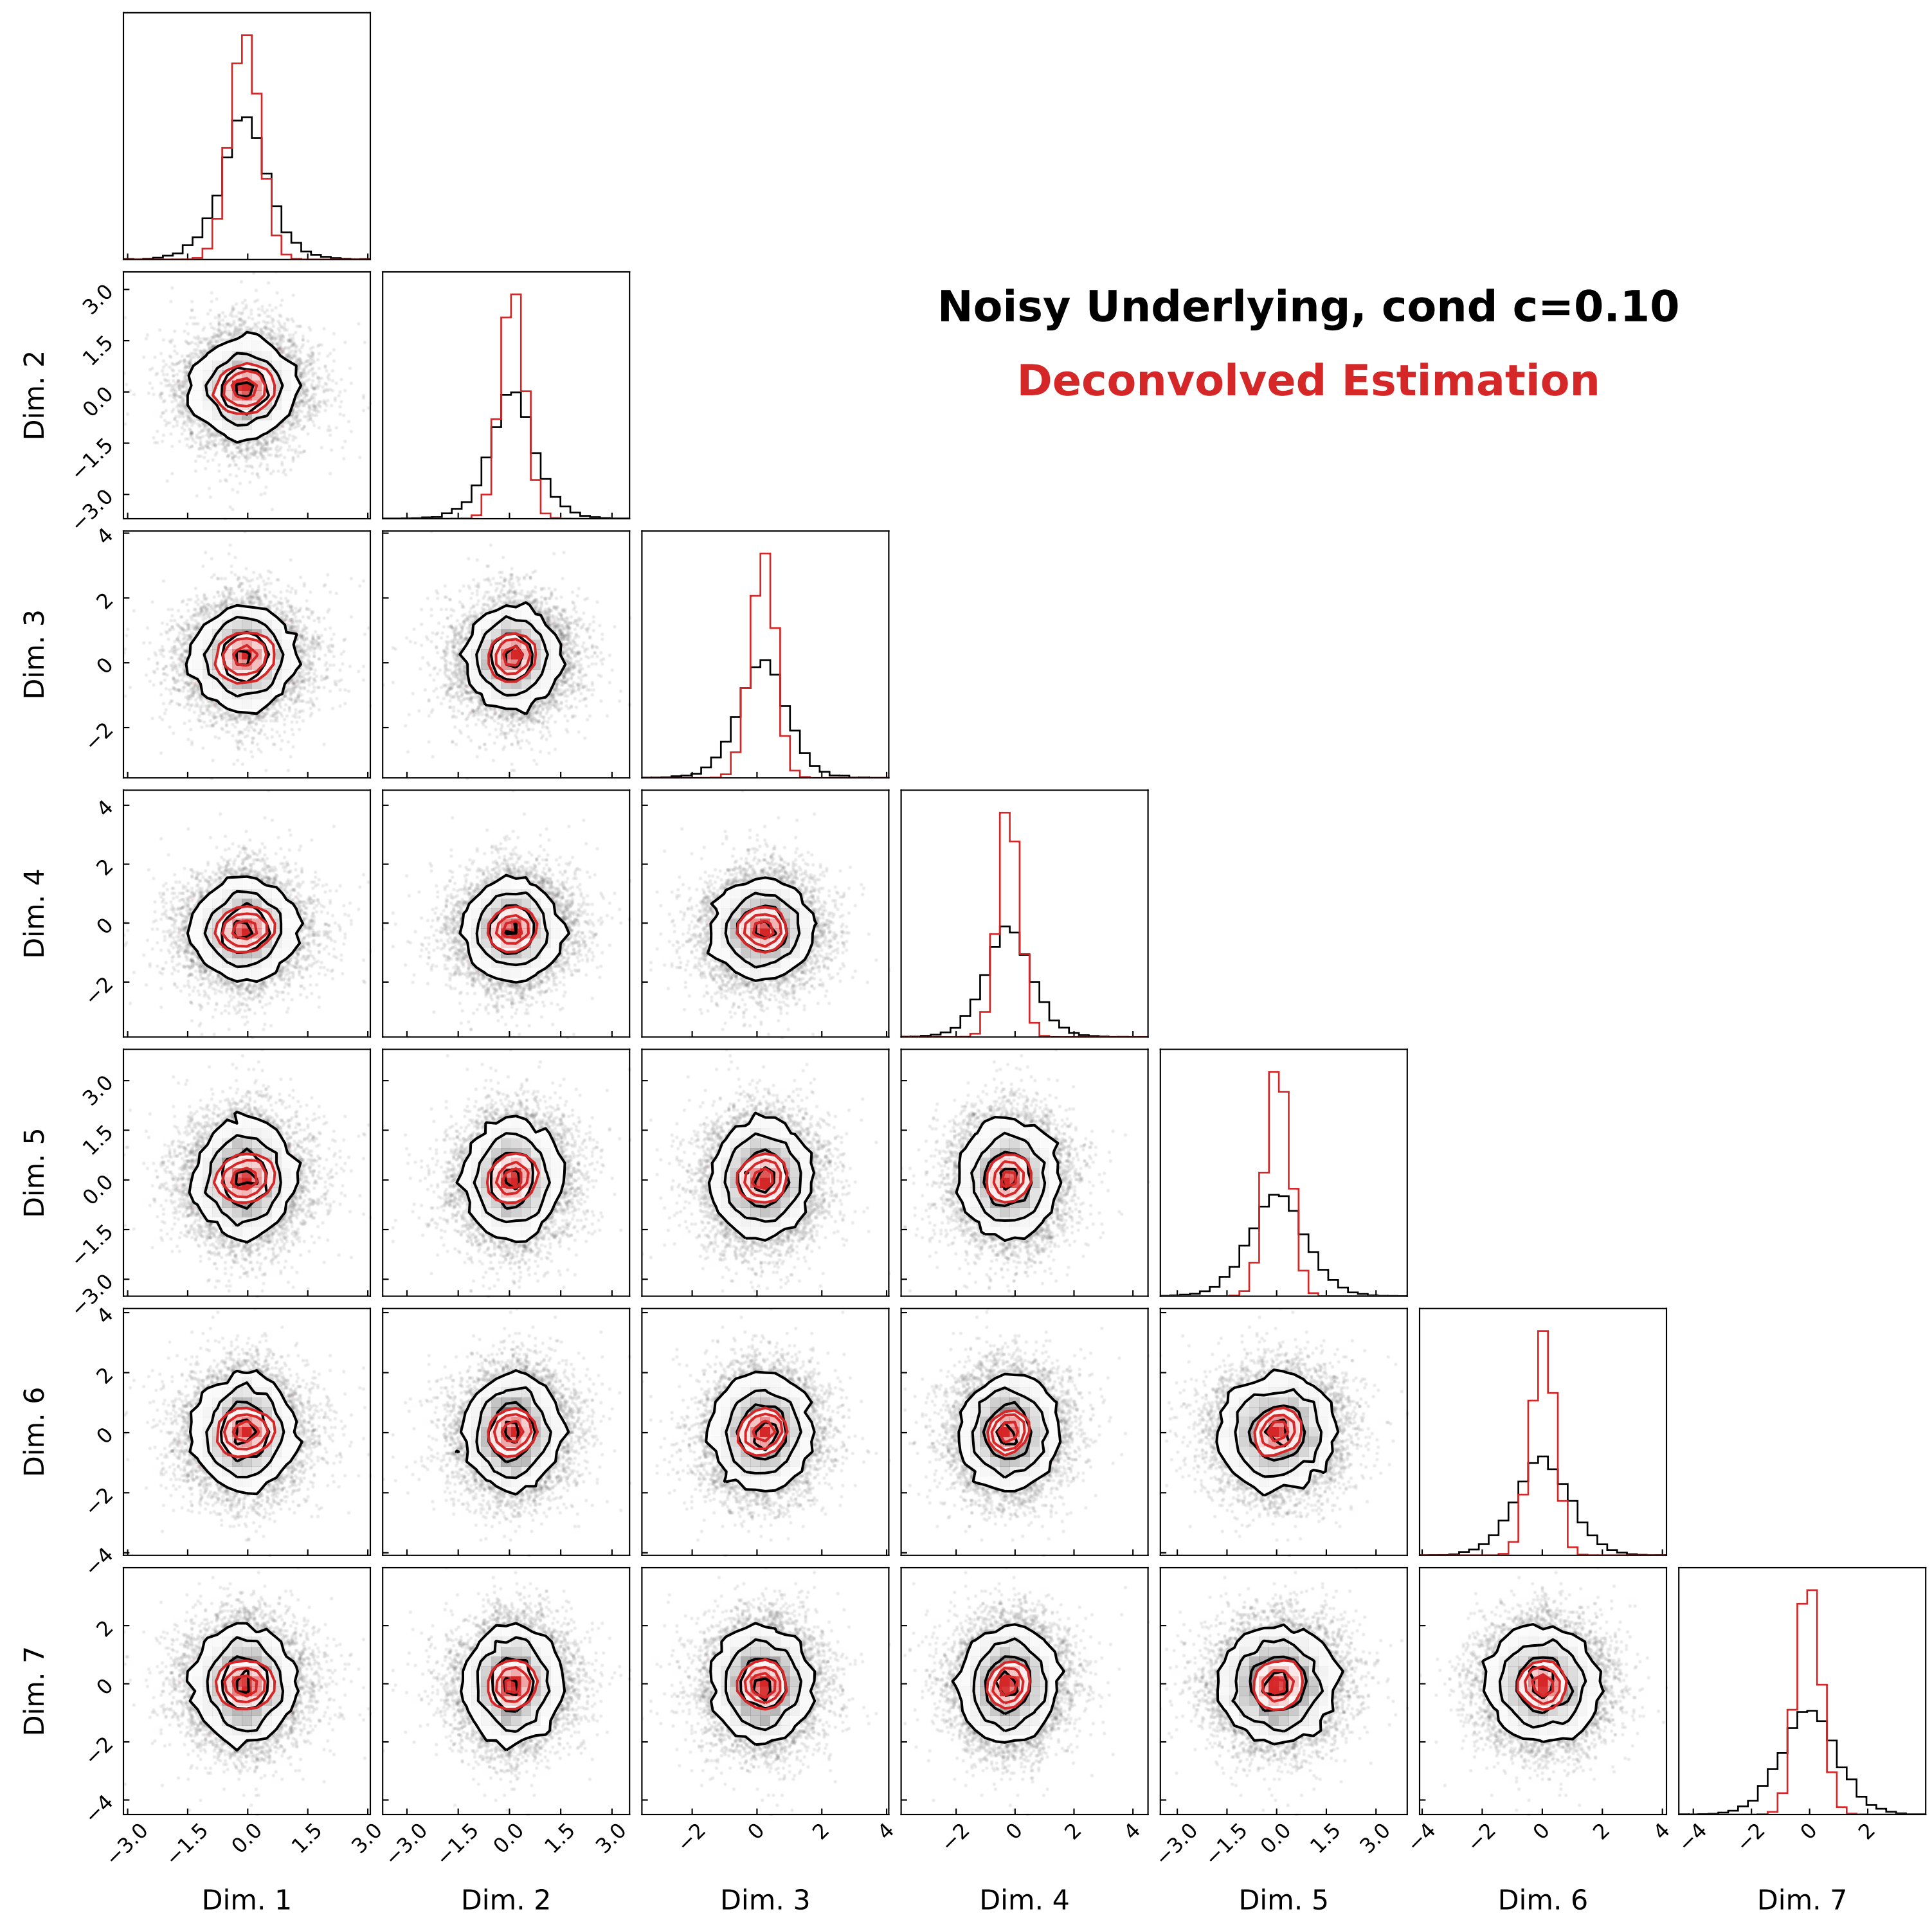 Noisy Underlying, cond c=0.10
Deconvolved Estimation
Dim. 2
3.0
1.5
0.0
−1.5
−3.0
Dim. 3
4
2
0
−2
Dim. 4
4
2
0
−2
Dim. 5
3.0
1.5
0.0
−1.5
−3.0
Dim. 6
4
2
0
−2
−4
Dim. 7
2
0
−2
−4
−3.0 −1.5 0.0 1.5 3.0 −3.0 −1.5 0.0 1.5 3.0 −2 0 2 4 −2 0 2 4 −3.0 −1.5 0.0 1.5 3.0 −4 −2 0 2 4 −4 −2 0 2
Dim. 1 Dim. 2 Dim. 3 Dim. 4 Dim. 5 Dim. 6 Dim. 7